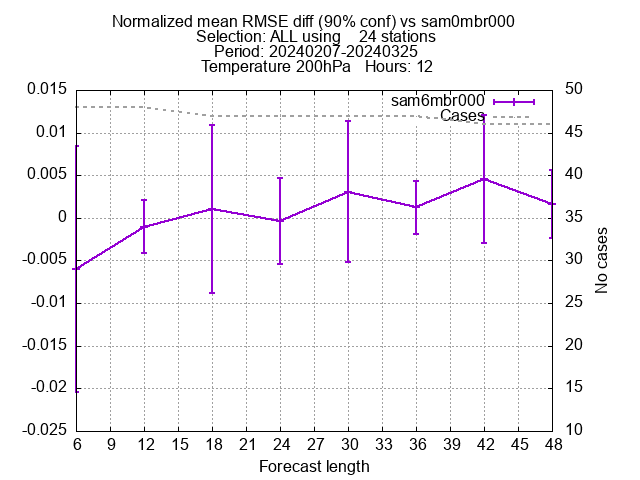 Normalized mean RMSE diff (90% conf) vs sam0mbr000
Selection: ALL using    24 stations
Period: 20240207-20240325
Temperature 200hPa   Hours: 12
sam6mbr000
Cases
0.015
0.01
0.005
0
-0.005
-0.01
-0.015
-0.02
-0.025
50
45
40
35
30
25
20
15
10
No cases
6 9 12 15 18 21 24 27 30 33 36 39 42 45 48
Forecast length